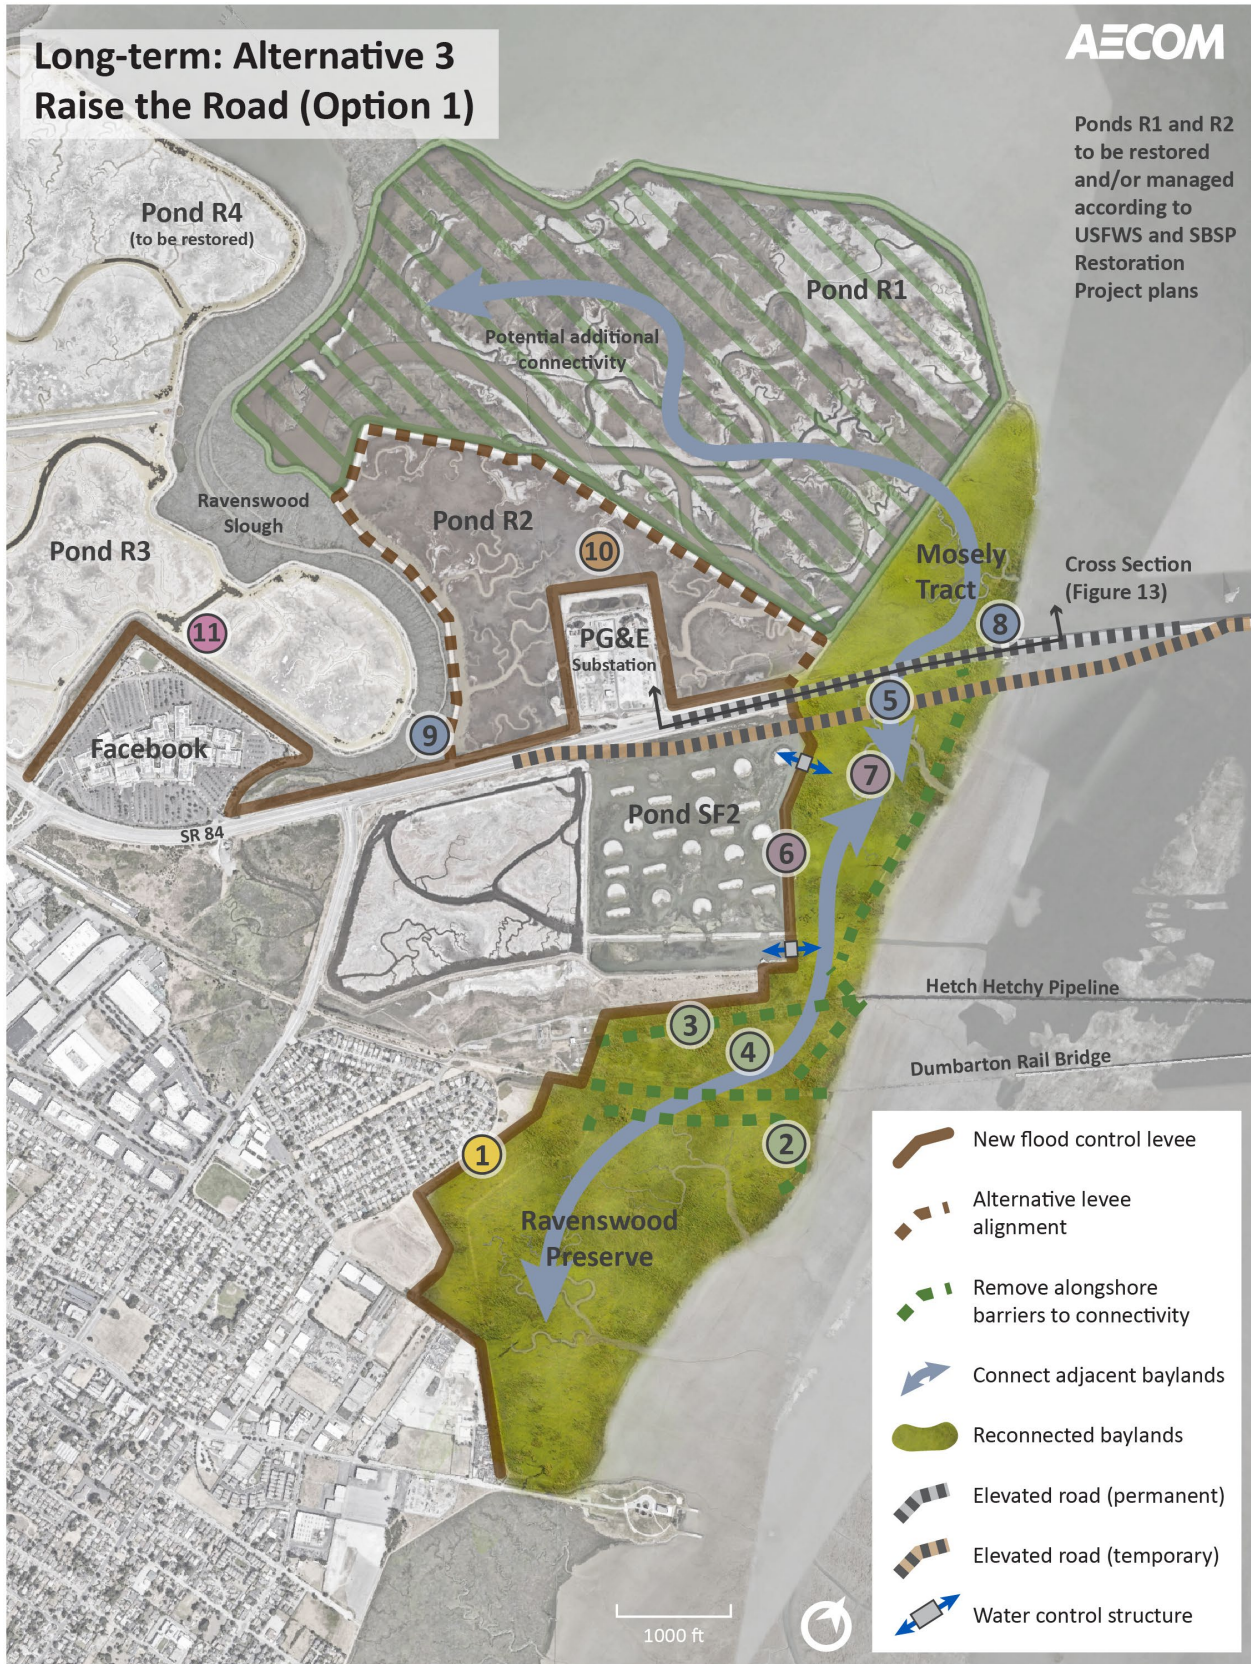 Long-term: Alternative 3
Raise the Road (Option 1)
AECOM
Ponds R1 and R2
to be restored
and/or managed
according to
USFWS and SBSP
Restoration
Project plans
Pond R4
(to be restored)
Pond R1
Potential additional
connectivity
Ravenswood
Slough
Pond R2
Pond R3
10
Mosely
Tract
Cross Section
(Figure 13)
11
PG&E
Substation
8
5
9
Facebook
7
Pond SF2
SR 84
6
Hetch Hetchy Pipeline
3
4
Dumbarton Rail Bridge
1
2
Ravenswood
Preserve
New flood control levee
Alternative levee
alignment
Remove alongshore
barriers to connectivity
Connect adjacent baylands
Reconnected baylands
Elevated road (permanent)
Elevated road (temporary)
Water control structure
1000 ft